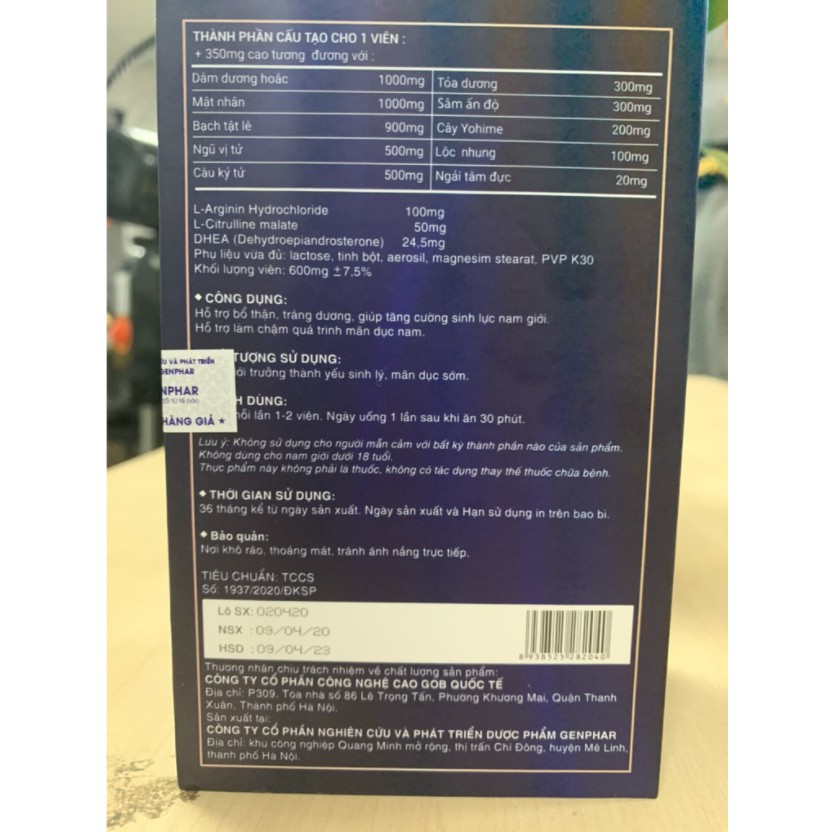 THÀNH PHẦN CẤU TẠO CHO 1 VIÊN :
+ 350mg cao tương đương với :
Dâm dương hoắc 1000mg Tỏa dương 300mg
Mật nhân 1000mg Sâm ấn độ 300mg
Bạch tật lê 900mg Cây Yohime 200mg
Ngũ vị tử 500mg Lộc nhung 100mg
Câu kỷ tử 500mg Ngải tâm đực 20mg
L-Arginin Hydrochloride 100mg
L-Citrulline malate 50mg
DHEA (Dehydroepiandrosterone) 24,5mg
Phụ liệu vừa đủ: lactose, tinh bột, aerosil, magnesim stearat. PVP K30
Khối lượng viên: 600mg ±7,5%
◆ CÔNG DỤNG:
Hỗ trợ bổ thận, tráng dương, giúp tăng cường sinh lực nam giới.
Hỗ trợ làm chậm quá trình mãn dục nam.
TƯỢNG SỬ DỤNG:
giới trưởng thành yếu sinh lý, mãn dục sớm.
H DÙNG:
mỗi lần 1-2 viên. Ngày uống 1 lần sau khi ăn 30 phút.
ỨU VÀ PHÁT TRIỂN
GENPHAR
NPHAR
HÀNG GIẢ ★
Lưu ý: Không sử dụng cho người mẫn cảm với bất kỳ thành phần nào của sản phẩm.
Không dùng cho nam giới dưới 18 tuổi.
Thực phẩm này không phải là thuốc, không có tác dụng thay thế thuốc chữa bệnh.
◆ THỜI GIAN SỬ DỤNG:
36 tháng kể từ ngày sản xuất. Ngày sản xuất và Hạn sử dụng in trên bao bì.
◆ Bảo quản:
Nơi khô ráo, thoáng mát, tránh ánh nắng trực tiếp.
TIÊU CHUẨN: TCCS
Số: 1937/2020/ĐKSP
Lô SX: 020420
NSX : 09/04/20
HSD : 09/04/23
8 938525 282040
Thương nhân chịu trách nhiệm về chất lượng sản phẩm:
CÔNG TY CỔ PHẦN CÔNG NGHỆ CAO GOB QUỐC TẾ
Địa chỉ: P309, Tòa nhà số 86 Lê Trọng Tấn, Phường Khương Mai, Quận Thanh
Xuân, Thành phố Hà Nội.
Sản xuất tại:
CÔNG TY CỔ PHẦN NGHIÊN CỨU VÀ PHÁT TRIỂN DƯỢC PHẨM GENPHAR
Địa chỉ: khu công nghiệp Quang Minh mở rộng, thị trấn Chi Đông, huyện Mê Linh,
thành phố Hà Nội.